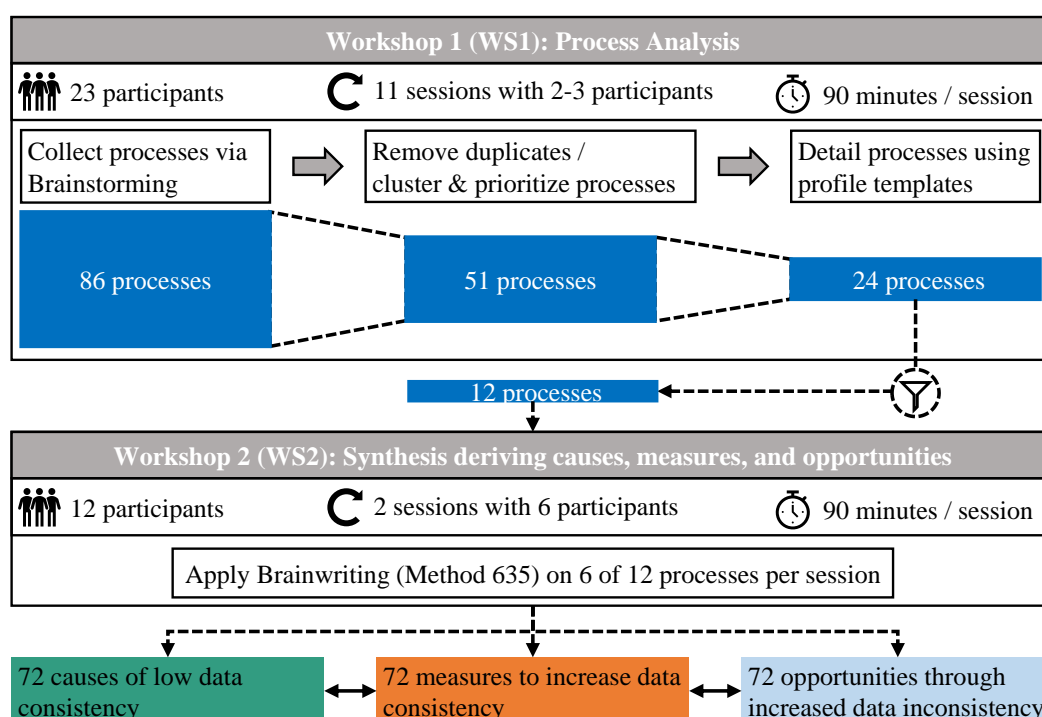 Workshop 1 (WS1): Process Analysis
23 participants
11 sessions with 2-3 participants
90 minutes / session
Collect processes via
Brainstorming
Remove duplicates /
cluster & prioritize processes
Detail processes using
profile templates
86 processes
51 processes
24 processes
12 processes
Workshop 2 (WS2): Synthesis deriving causes, measures, and opportunities
12 participants
2 sessions with 6 participants
90 minutes / session
Apply Brainwriting (Method 635) on 6 of 12 processes per session
72 causes of low data
consistency
72 measures to increase data
consistency
72 opportunities through
increased data inconsistency